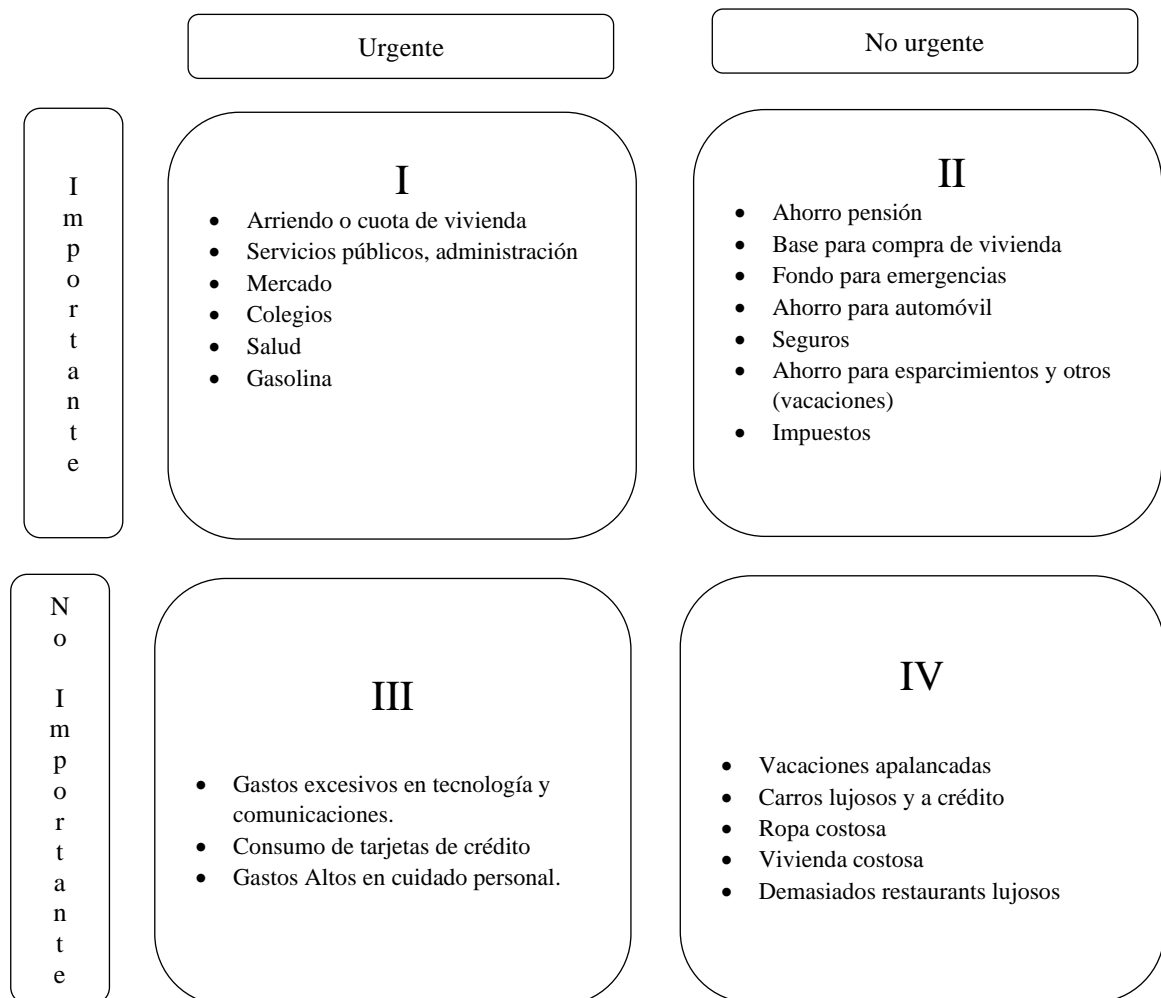 Urgente
No urgente
Importante
I
Arriendo o cuota de vivienda
Servicios públicos, administración
Mercado
Colegios
Salud
Gasolina
II
Ahorro pensión
Base para compra de vivienda
Fondo para emergencias
Ahorro para automóvil
Seguros
Ahorro para esparcimientos y otros
(vacaciones)
Impuestos
No Importante
III
Gastos excesivos en tecnología y
comunicaciones.
Consumo de tarjetas de crédito
Gastos Altos en cuidado personal.
IV
Vacaciones apalancadas
Carros lujosos y a crédito
Ropa costosa
Vivienda costosa
Demasiados restaurants lujosos